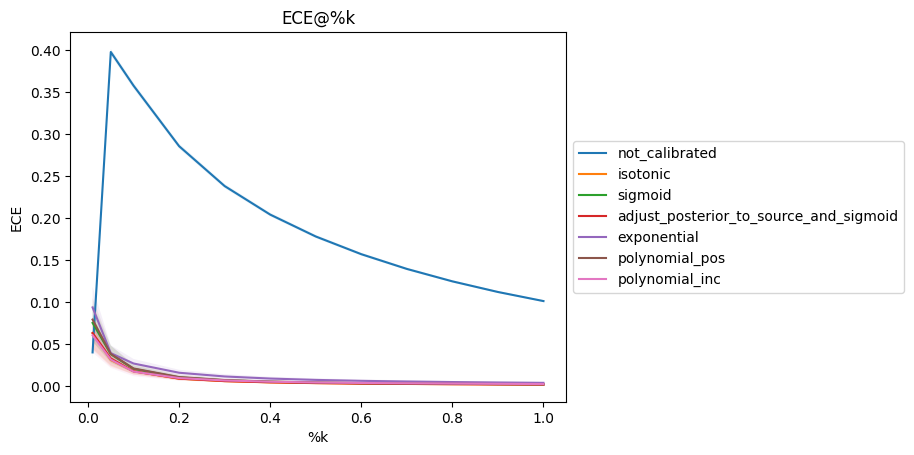 ECE@%k
0.40
0.35
0.30
0.25
0.20
0.15
0.10
0.05
0.00
ECE
0.0
0.2
0.4
0.6
0.8
1.0
%k
not_calibrated
isotonic
sigmoid
adjust_posterior_to_source_and_sigmoid
exponential
polynomial_pos
polynomial_inc